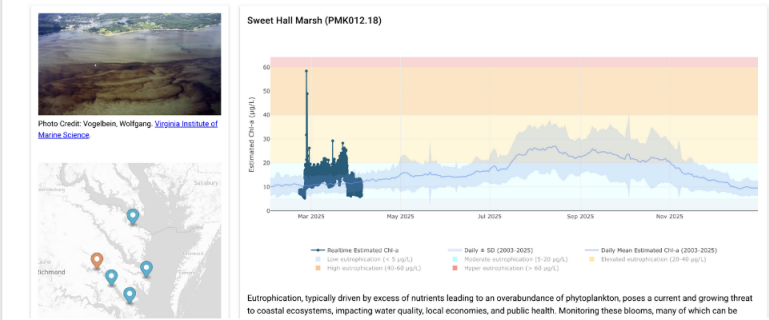 Sweet Hall Marsh (PMK012.18)
Photo Credit: Vogelbein, Wolfgang. Virginia Institute of
Marine Science.
Salisbury
Richmond
Estimated Chl-a (µg/L)
60
50
40
30
20
10
0
Mar 2025
May 2025
Jul 2025
Sep 2025
Nov 2025
Realtime Estimated Chl-a
Daily ± SD (2003-2025)
Daily Mean Estimated Chl-a (2003-2025)
Low eutrophication (< 5 µg/L)
Moderate eutrophication (5-20 µg/L)
Elevated eutrophication (20-40 µg/L)
High eutrophication (40-60 µg/L)
Hyper eutrophication (> 60 µg/L)
Eutrophication, typically driven by excess of nutrients leading to an overabundance of phytoplankton, poses a current and growing threat
to coastal ecosystems, impacting water quality, local economies, and public health. Monitoring these blooms, many of which can be